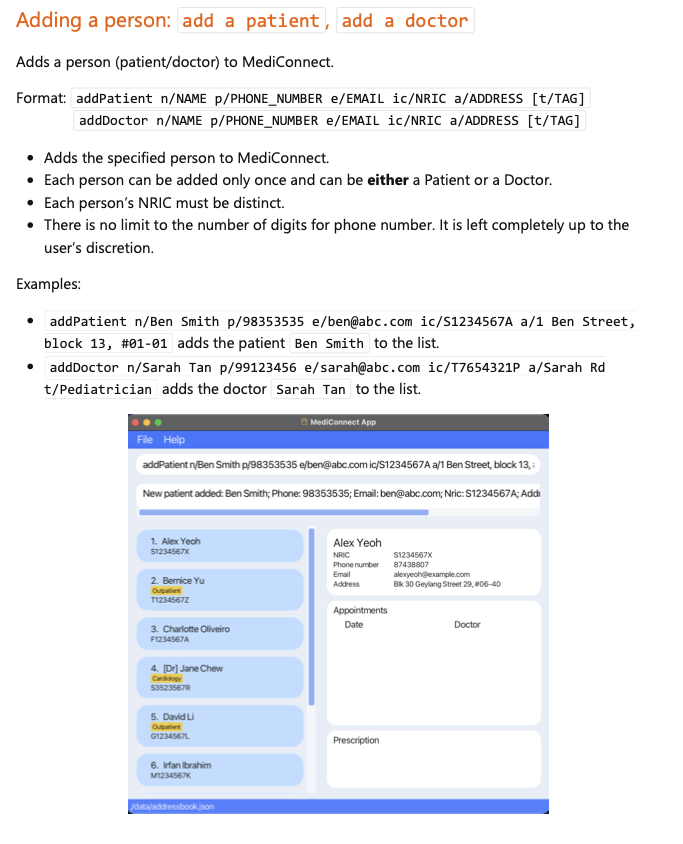 Adding a person: add a patient, add a doctor
Adds a person (patient/doctor) to MediConnect.
Format: addPatient n/NAME p/PHONE_NUMBER e/EMAIL ic/NRIC a/ADDRESS [t/TAG]
addDoctor n/NAME p/PHONE_NUMBER e/EMAIL ic/NRIC a/ADDRESS [t/TAG]
• Adds the specified person to MediConnect.
• Each person can be added only once and can be either a Patient or a Doctor.
• Each person's NRIC must be distinct.
• There is no limit to the number of digits for phone number. It is left completely up to the
user's discretion.
Examples:
• addPatient n/Ben Smith p/98353535 e/ben@abc.com ic/S1234567A a/1 Ben Street,
block 13, #01-01 adds the patient Ben Smith to the list.
• addDoctor n/Sarah Tan p/99123456 e/sarah@abc.com ic/T7654321P a/Sarah Rd
t/Pediatrician adds the doctor Sarah Tan to the list.
MediConnect App
File Help
addPatient n/Ben Smith p/98353535 e/ben@abc.com ic/S1234567A a/1 Ben Street, block 13,
New patient added: Ben Smith; Phone: 98353535; Email: ben@abc.com; Nric: S1234567A; Addr
1. Alex Yeoh
S1234567X
2. Bernice Yu
Outpatient
T1234567Z
3. Charlotte Oliveiro
F1234567A
4. [Dr] Jane Chew
Cardiology
S3523567R
5. David Li
Outpatient
G1234567L
6. Irfan Ibrahim
M1234567K
Alex Yeoh
NRIC S1234567X
Phone number 87438807
Email alexyeoh@example.com
Address Blk 30 Geylang Street 29, #06-40
Appointments
Date Doctor
Prescription
./data/addressbook.json